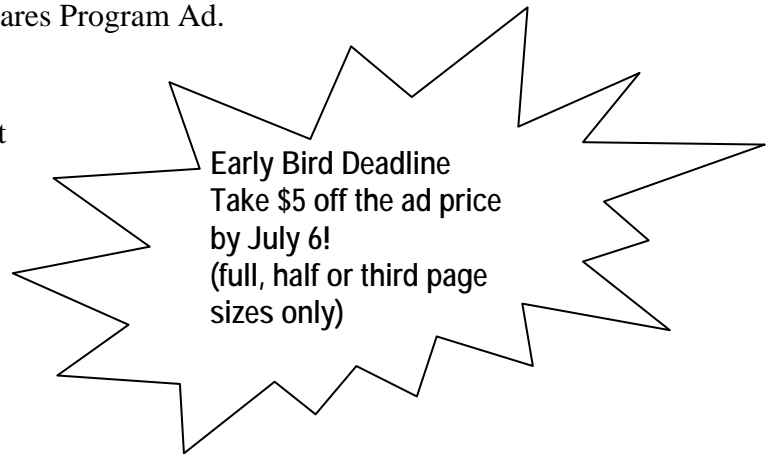 ares Program Ad.
t
Early Bird Deadline
Take $5 off the ad price
by July 6!
(full, half or third page
sizes only)